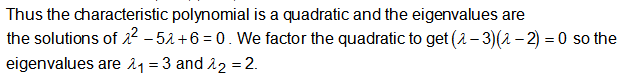 Thus the characteristic polynomial is a quadratic and the eigenvalues are
the solutions of λ² – 5λ + 6 = 0. We factor the quadratic to get (λ – 3)(λ – 2) = 0 so the
eigenvalues are λ₁ = 3 and λ₂ = 2.